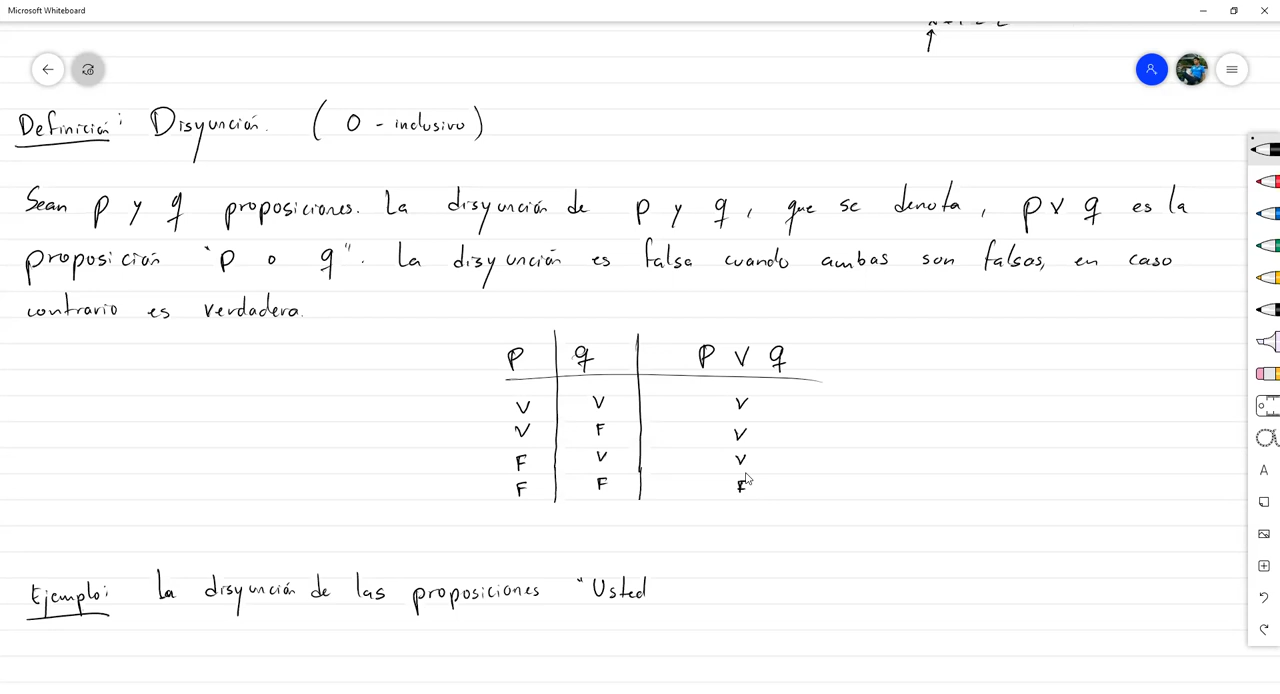 Microsoft Whiteboard
Definición: Disyunción. (O - inclusivo)
Sean p y q proposiciones. La disyunción de p y q, que se denota, p v q es la
proposición "p o q". La disyunción es falsa cuando ambas son falsas, en caso
contrario es verdadera.
p q p v q
V V V
V F V
F V V
F F F
Ejemplo: La disyunción de las proposiciones "Usted